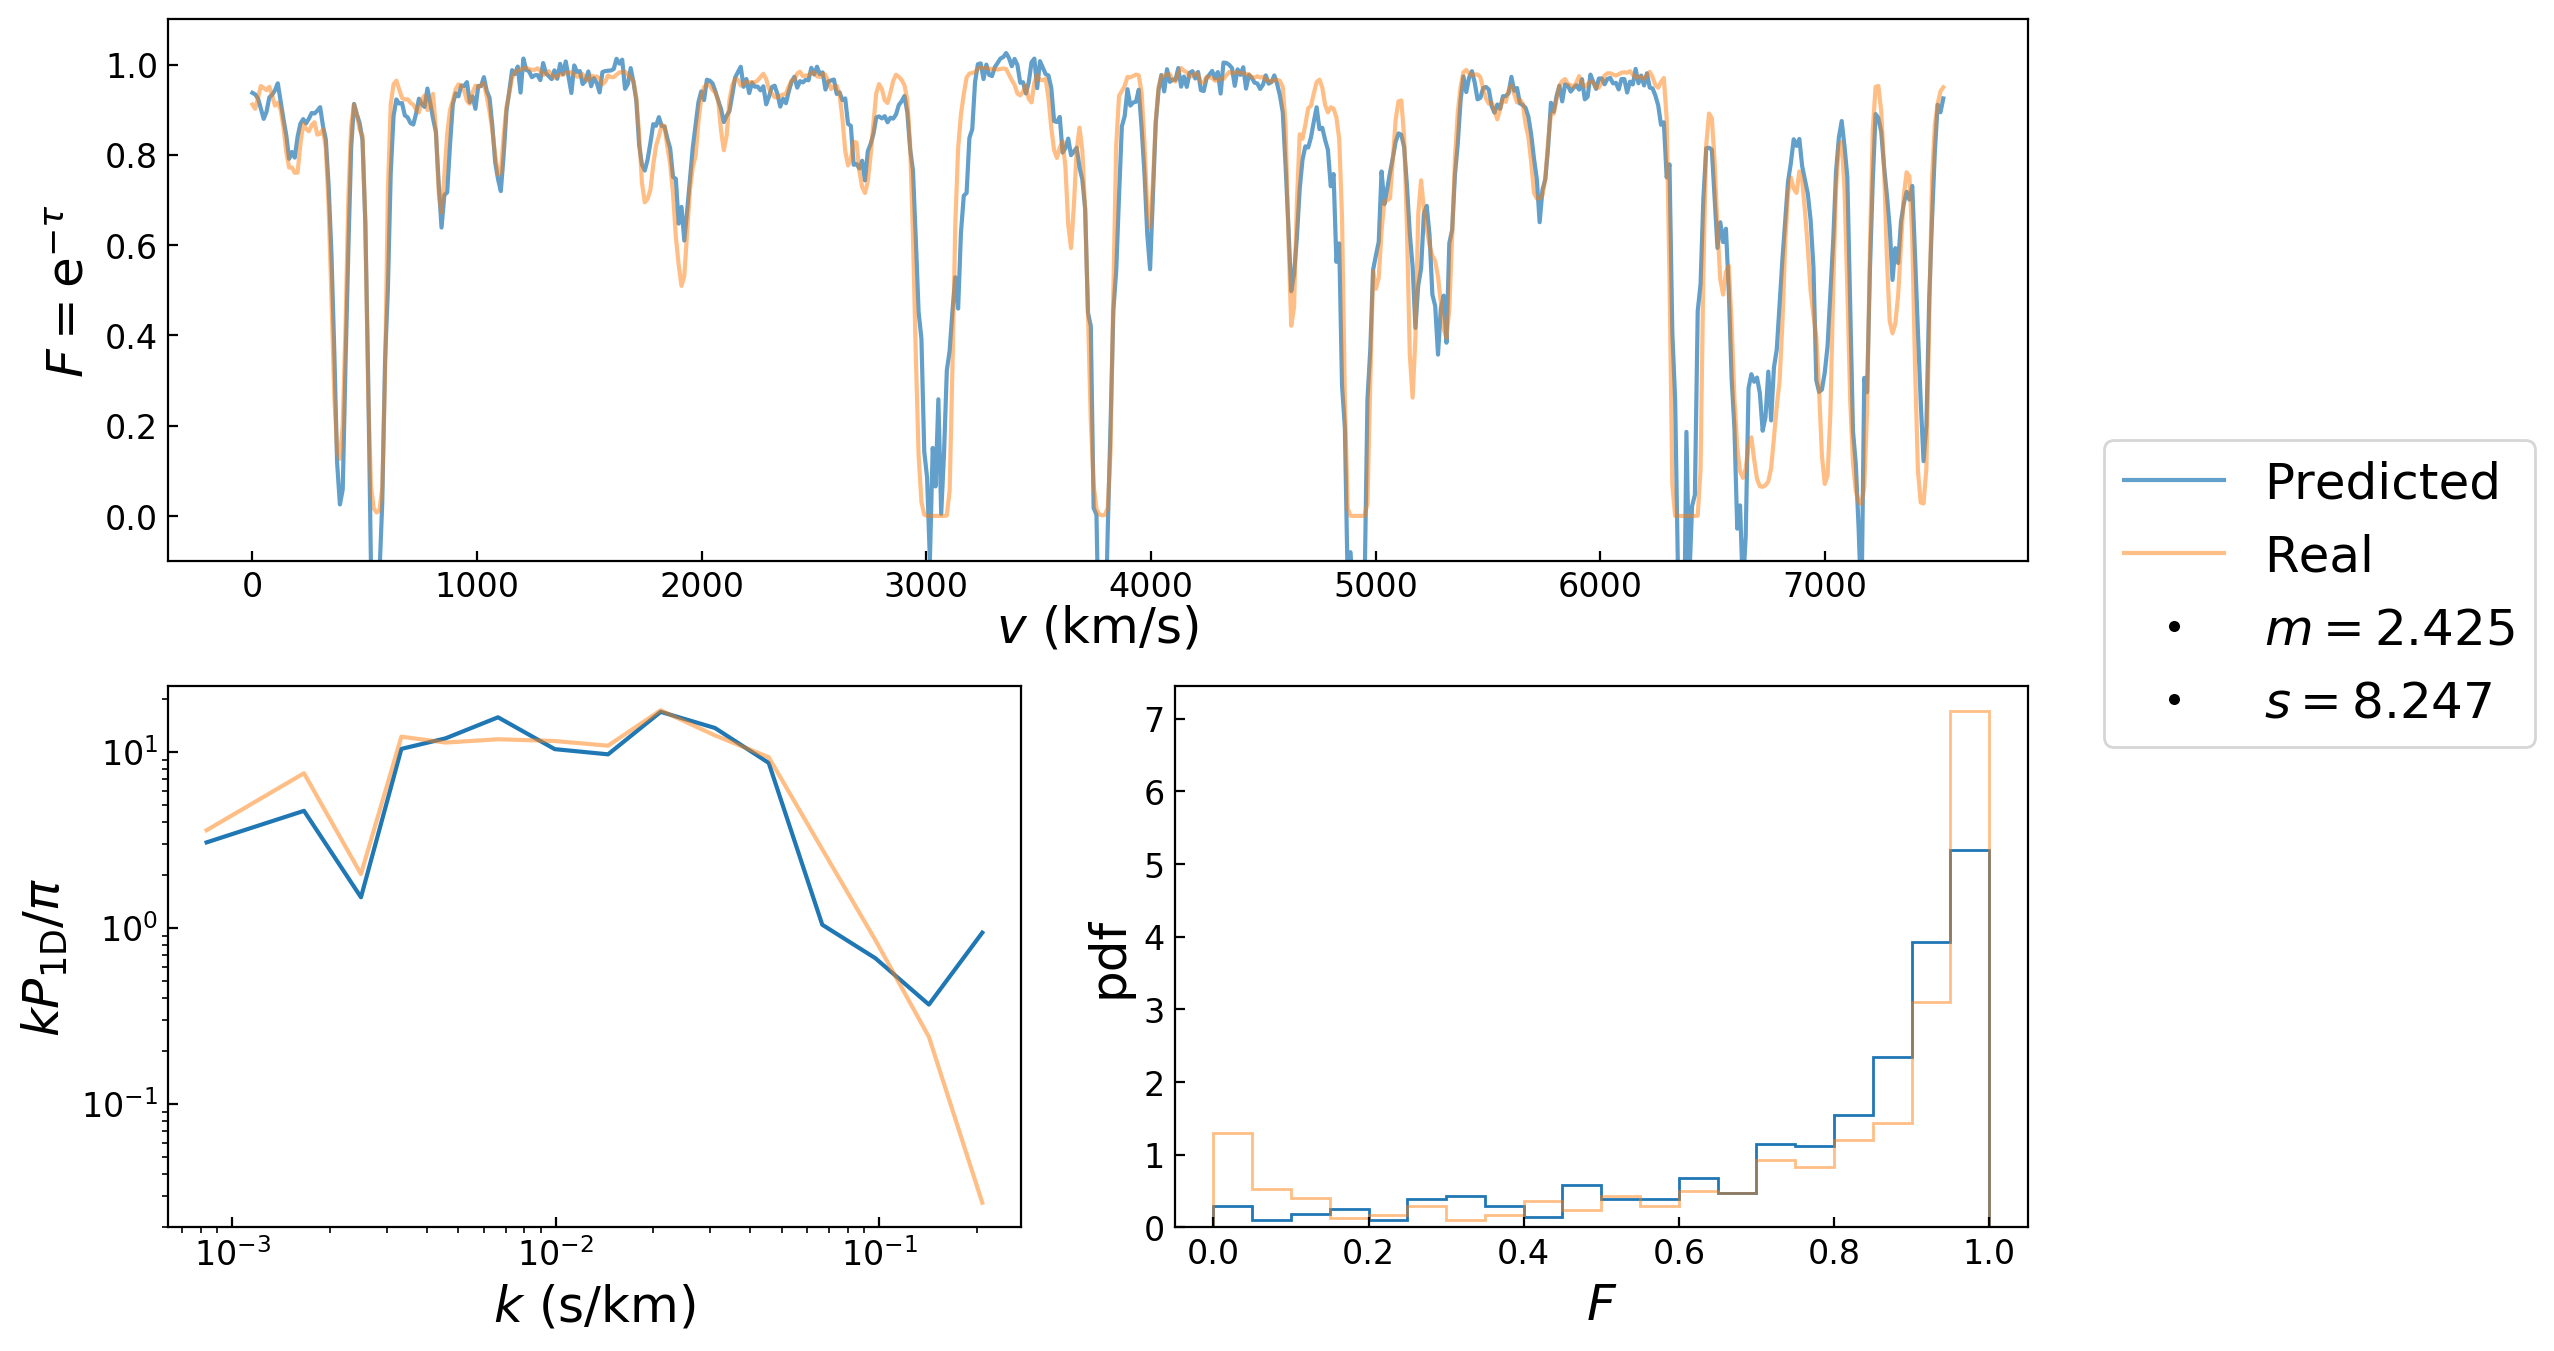 F = e^{-τ}
1.0
0.8
0.6
0.4
0.2
0.0
0 1000 2000 3000 4000 5000 6000 7000
v (km/s)
Predicted
Real
m = 2.425
s = 8.247
kP_{1D}/π
10^1
10^0
10^{-1}
10^{-3} 10^{-2} 10^{-1}
k (s/km)
pdf
7
6
5
4
3
2
1
0
0.0 0.2 0.4 0.6 0.8 1.0
F